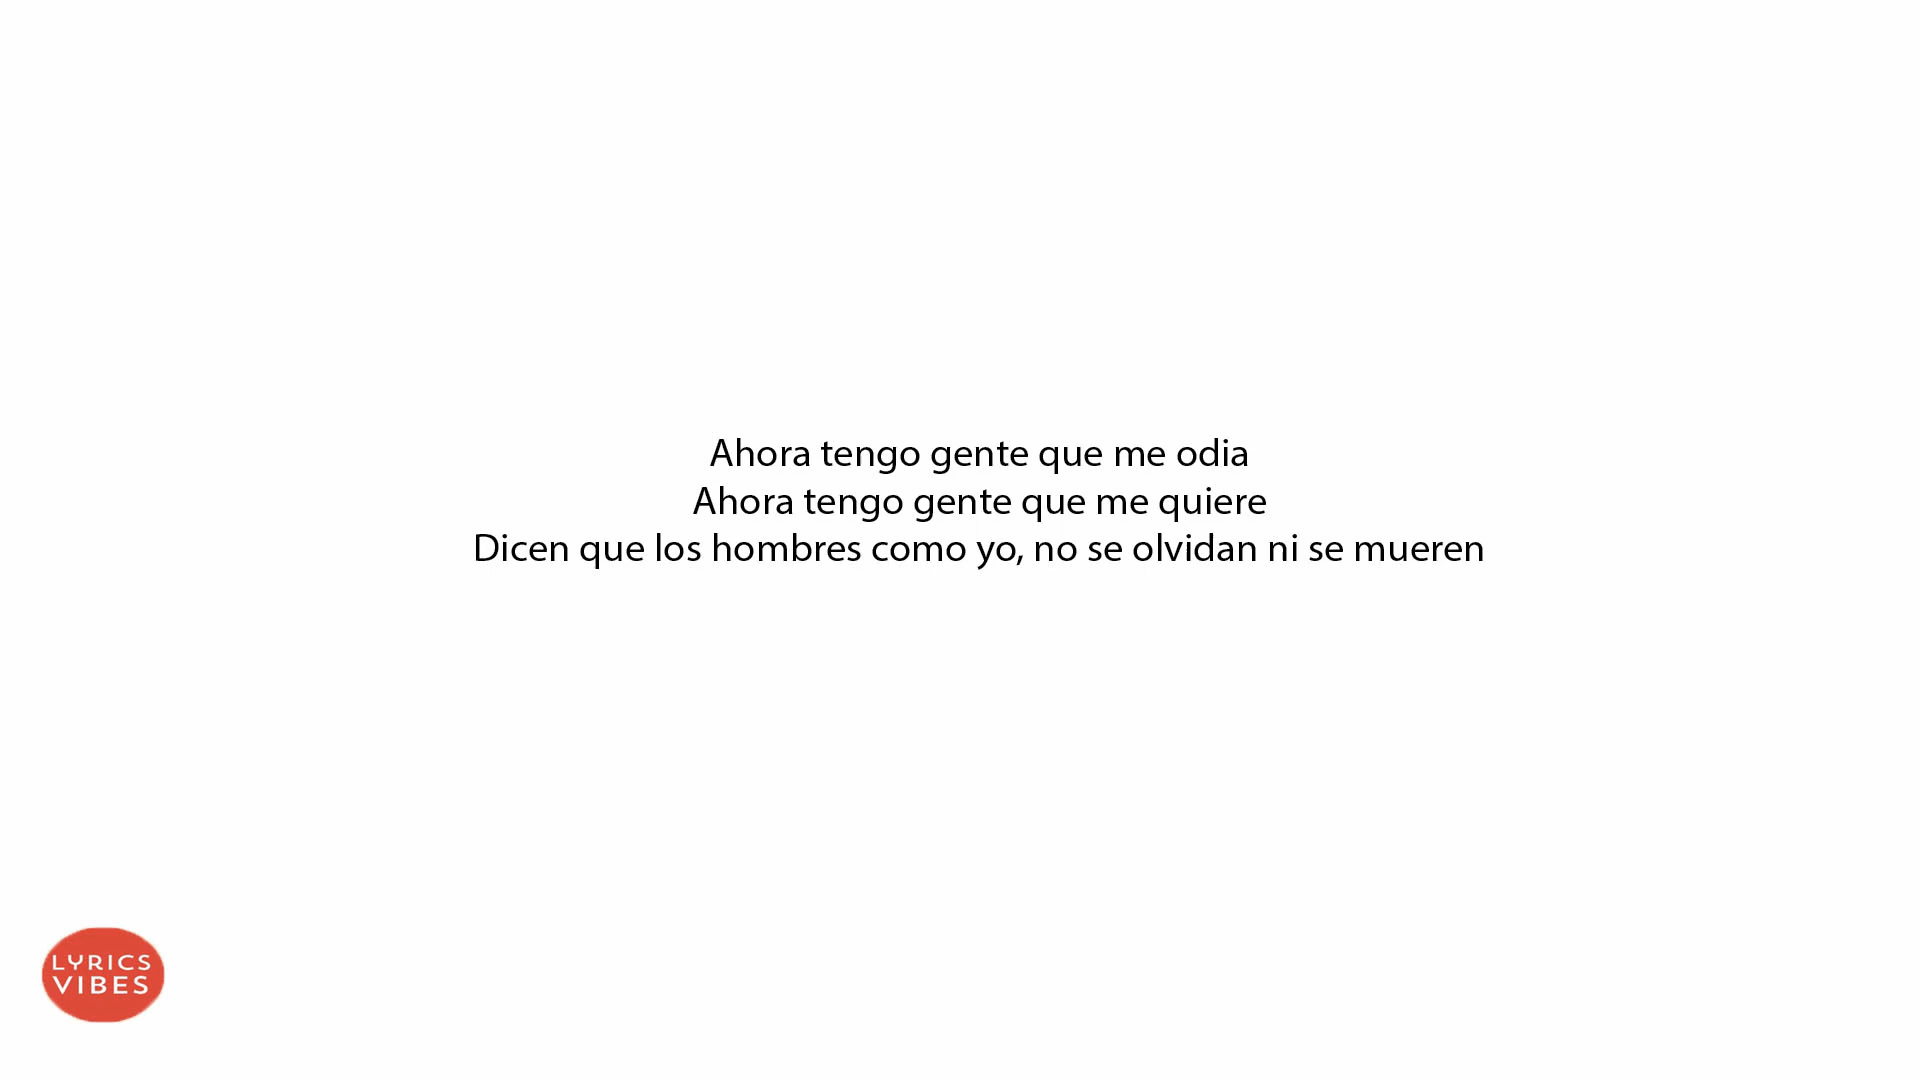 Ahora tengo gente que me odia
Ahora tengo gente que me quiere
Dicen que los hombres como yo, no se olvidan ni se mueren
LYRICS
VIBES